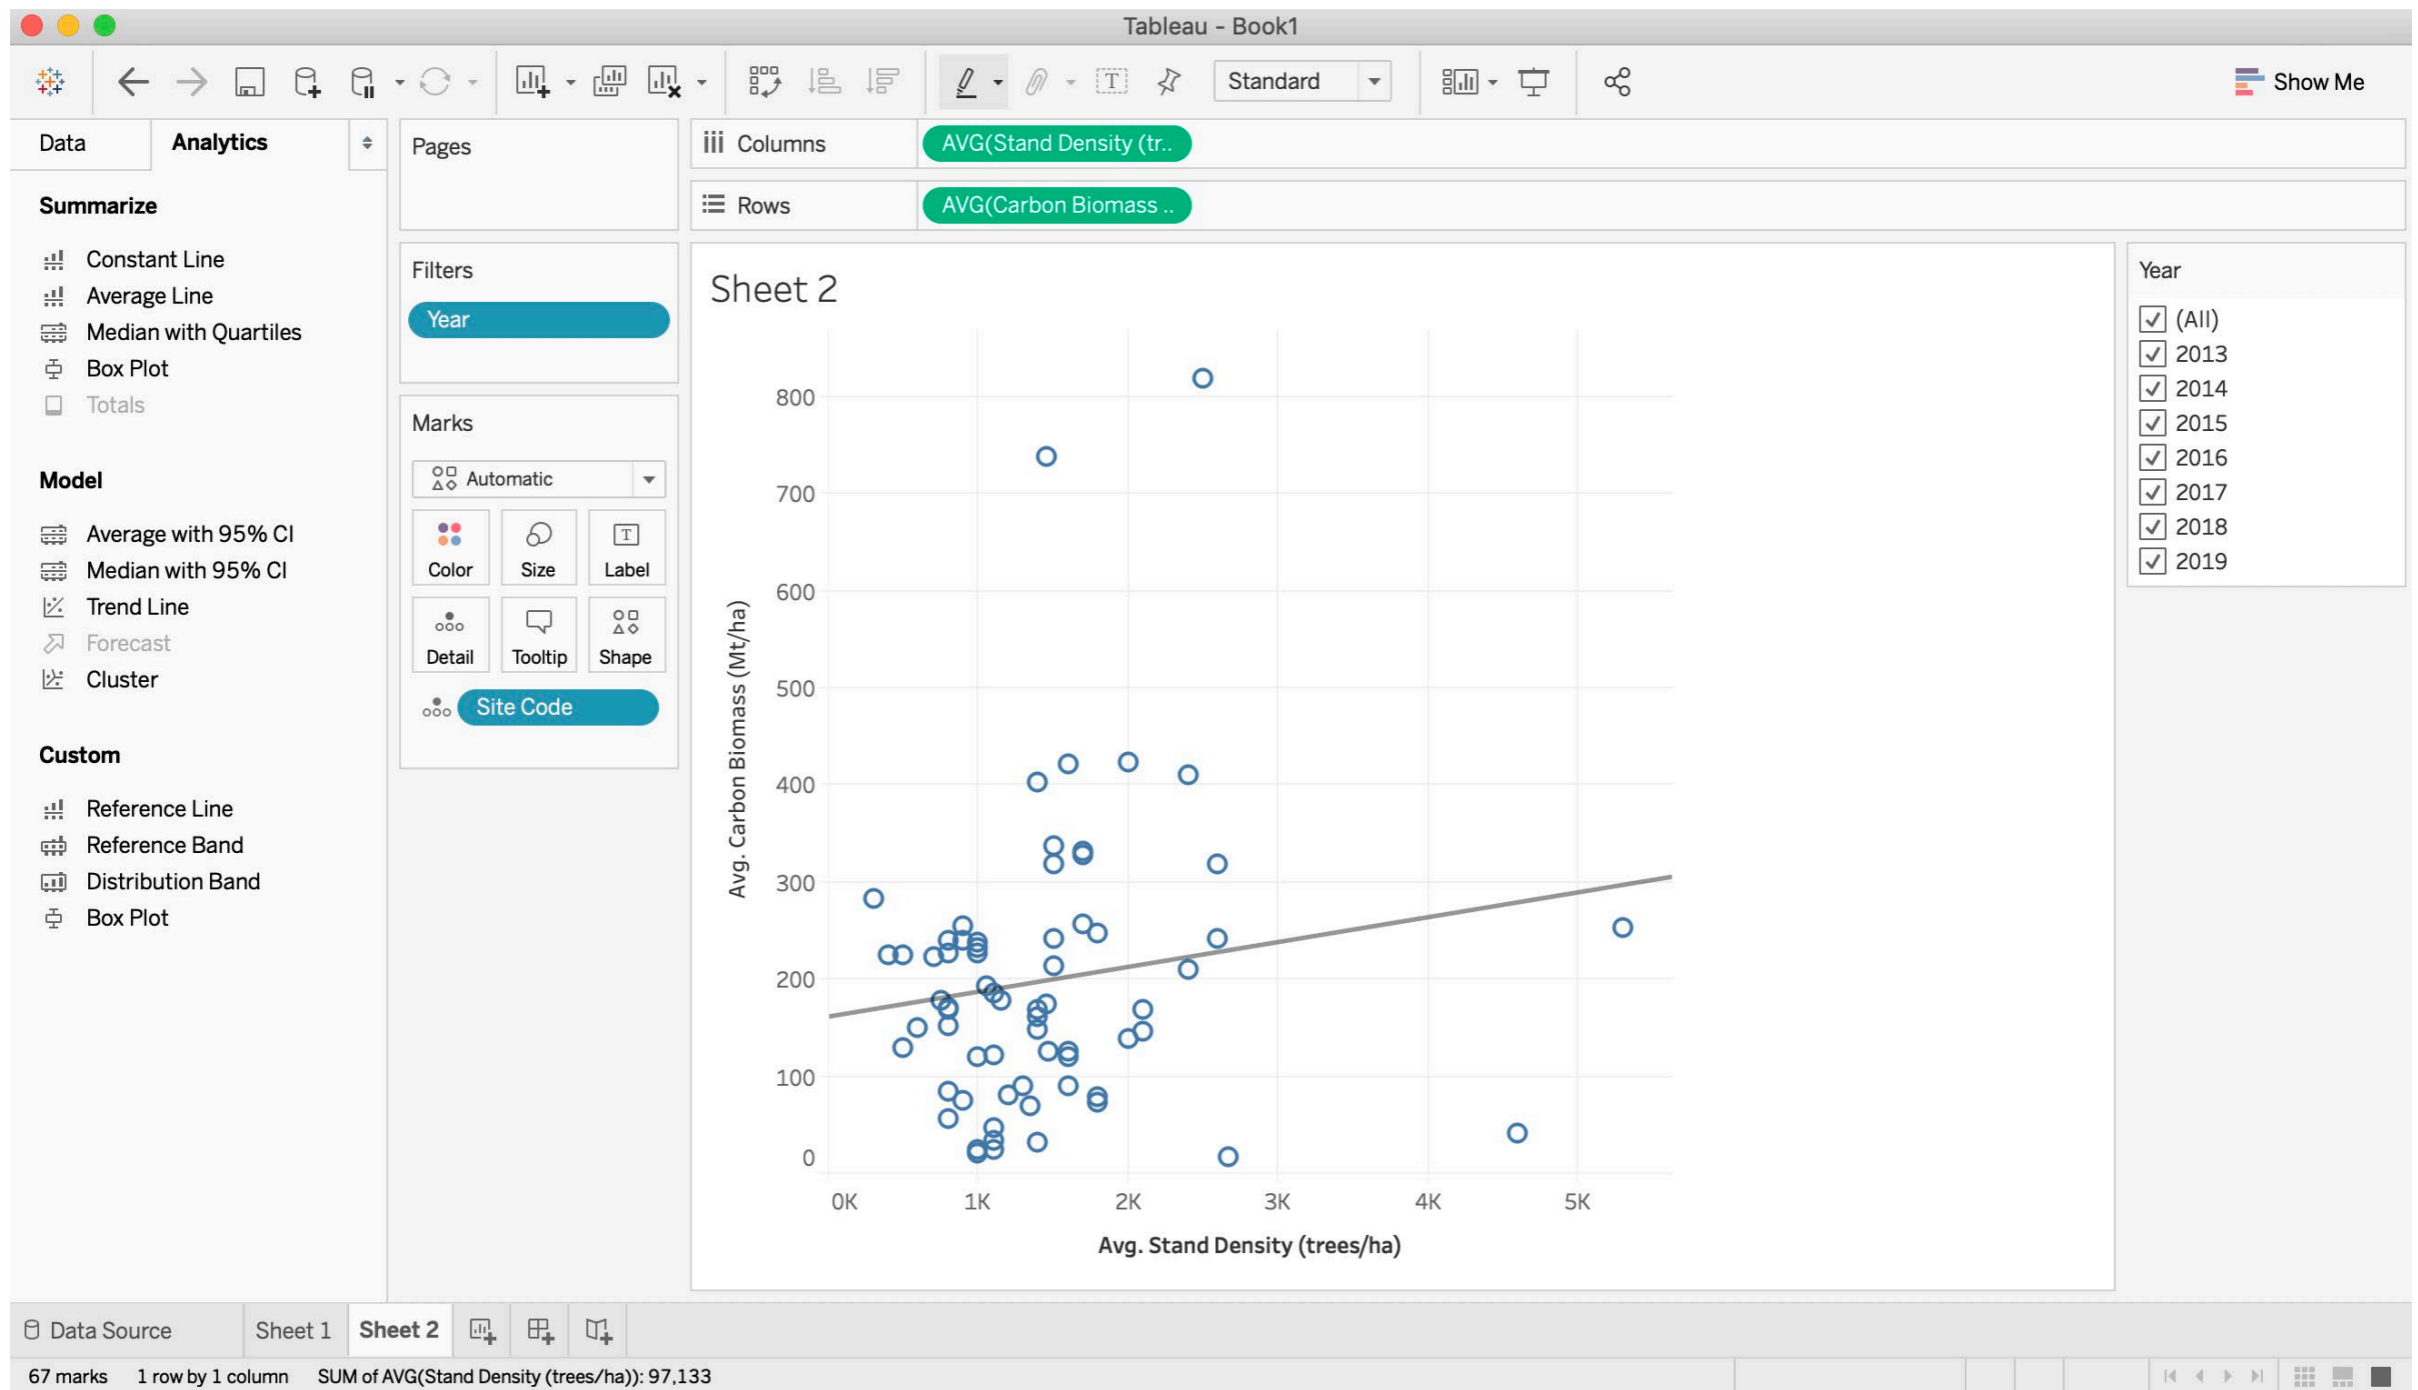 Tableau - Book1
Standard
Show Me
Data
Analytics
Pages
Columns
AVG(Stand Density (tr..
Rows
AVG(Carbon Biomass ..
Summarize
Constant Line
Average Line
Median with Quartiles
Box Plot
Totals
Model
Average with 95% CI
Median with 95% CI
Trend Line
Forecast
Cluster
Custom
Reference Line
Reference Band
Distribution Band
Box Plot
Filters
Year
Marks
Automatic
Color
Size
Label
Detail
Tooltip
Shape
Site Code
Sheet 2
Avg. Carbon Biomass (Mt/ha)
800
700
600
500
400
300
200
100
0
0K
1K
2K
3K
4K
5K
Avg. Stand Density (trees/ha)
Year
(All)
2013
2014
2015
2016
2017
2018
2019
Data Source
Sheet 1
Sheet 2
67 marks
1 row by 1 column
SUM of AVG(Stand Density (trees/ha)): 97,133